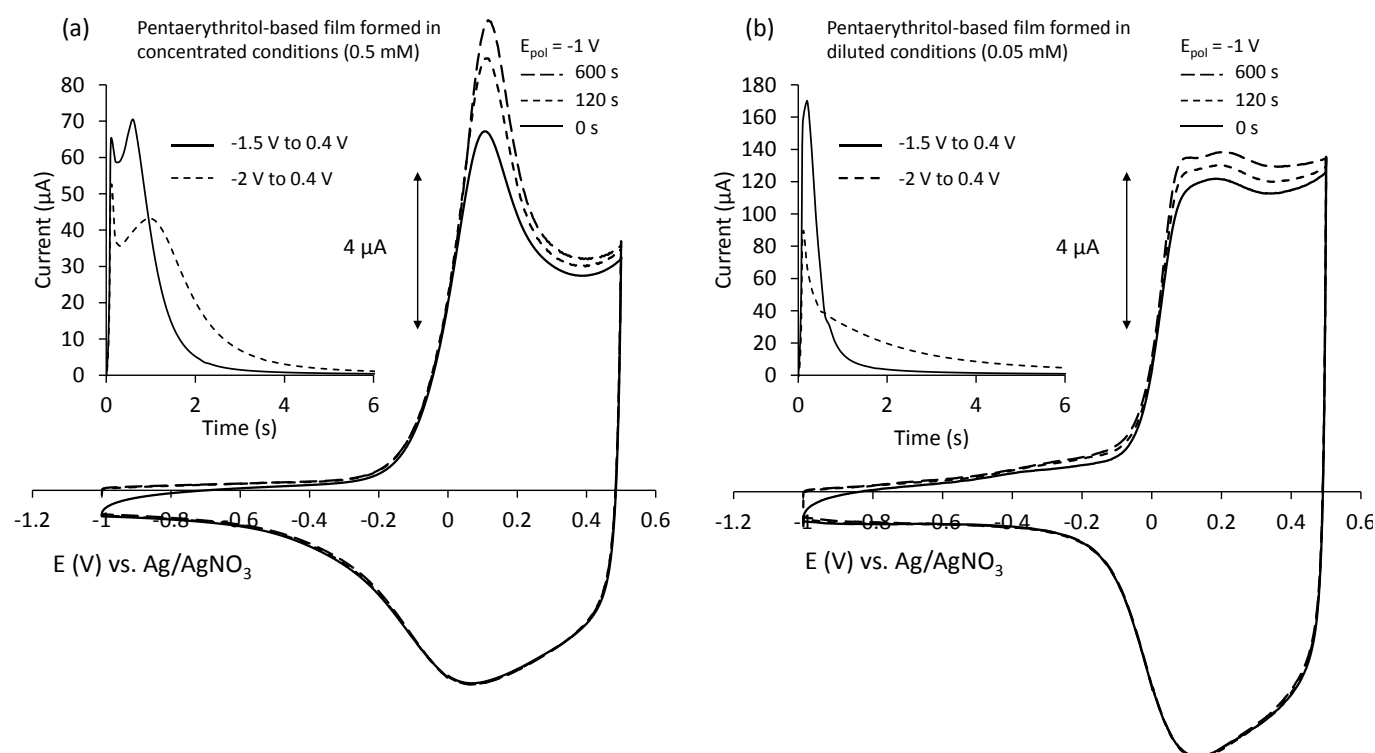 (a)
Pentaerythritol-based film formed in
concentrated conditions (0.5 mM)
E_pol = -1 V
600 s
120 s
0 s
80
70
60
50
40
30
20
10
0
Current (µA)
-1.5 V to 0.4 V
-2 V to 0.4 V
0 2 4 6
Time (s)
4 µA
-1.2 -1 -0.8 -0.6 -0.4 -0.2 0 0.2 0.4 0.6
E (V) vs. Ag/AgNO₃
(b)
Pentaerythritol-based film formed in
diluted conditions (0.05 mM)
E_pol = -1 V
600 s
120 s
0 s
180
160
140
120
100
80
60
40
20
0
Current (µA)
-1.5 V to 0.4 V
-2 V to 0.4 V
0 2 4 6
Time (s)
4 µA
-1.2 -1 -0.8 -0.6 -0.4 -0.2 0 0.2 0.4 0.6
E (V) vs. Ag/AgNO₃